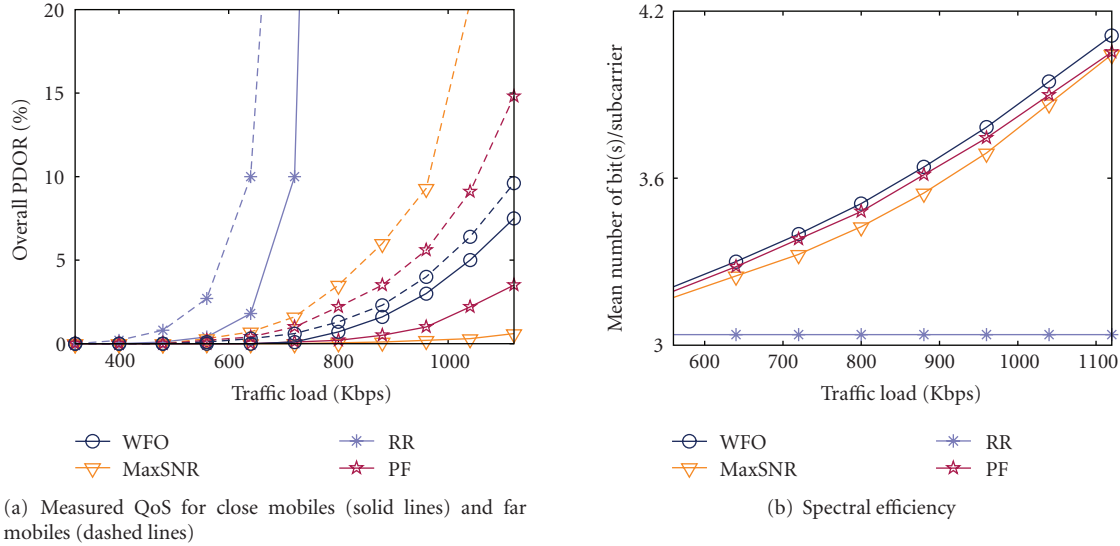 20
15
10
5
0
Overall PDOR (%)
400
600
800
1000
Traffic load (Kbps)
WFO
MaxSNR
RR
PF
(a) Measured QoS for close mobiles (solid lines) and far
mobiles (dashed lines)
4.2
3.6
3
Mean number of bit(s)/subcarrier
600
700
800
900
1000
1100
Traffic load (Kbps)
WFO
MaxSNR
RR
PF
(b) Spectral efficiency